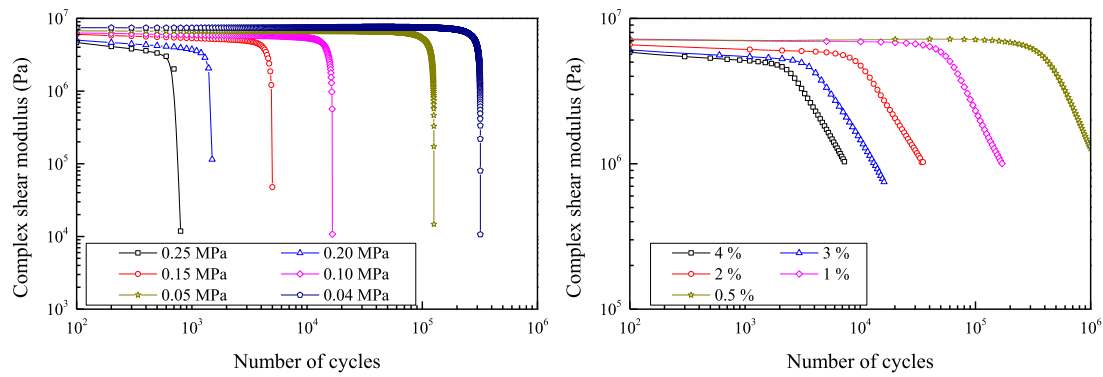 Complex shear modulus (Pa)
10^7
10^6
10^5
10^4
10^3
0.25 MPa 0.20 MPa
0.15 MPa 0.10 MPa
0.05 MPa 0.04 MPa
10^2 10^3 10^4 10^5 10^6
Number of cycles
Complex shear modulus (Pa)
10^7
10^6
10^5
4 % 3 %
2 % 1 %
0.5 %
10^2 10^3 10^4 10^5 10^6
Number of cycles